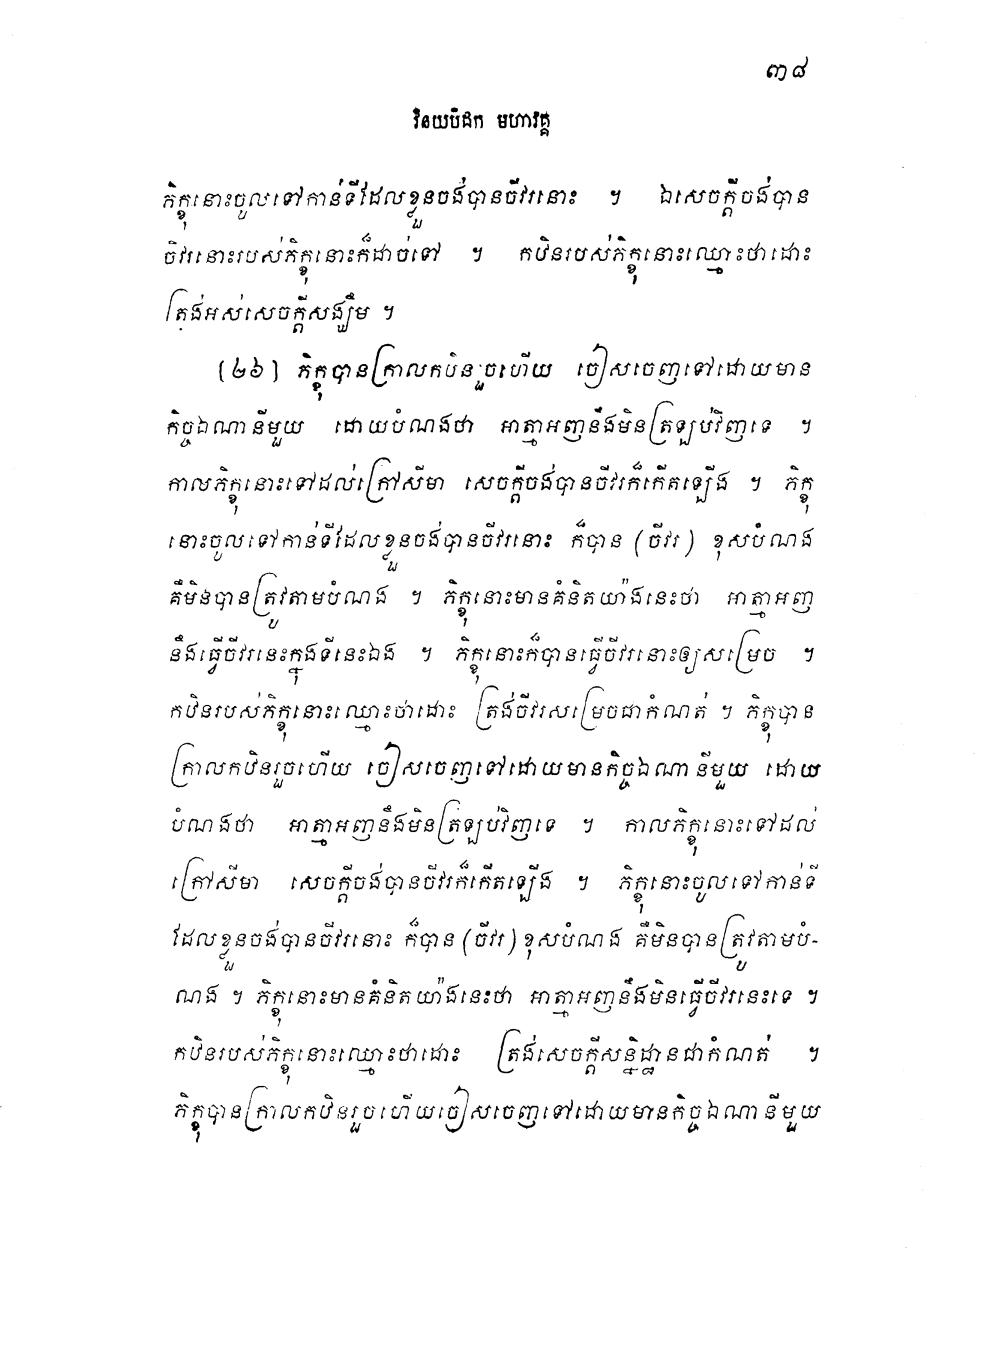 ៣៨
វិនយបិដក មហាវគ្គ
ភិក្ខុនោះចូលទៅកាន់ទីដែលខ្លួនចង់បានចីវរនោះ ។ ឯសេចក្តីចង់បាន
ចីវរនោះរបស់ភិក្ខុនោះក៏ដាច់ទៅ ។ កឋិនរបស់ភិក្ខុនោះឈ្មោះថាដោះ
ត្រង់អស់សេចក្តីសង្ឃឹម ។
(២៦) ភិក្ខុបានក្រាលកឋិនរួចហើយ ចៀសចេញទៅដោយមាន
កិច្ចឯណានីមួយ ដោយបំណងថា អាត្មាអញនឹងមិនត្រឡប់វិញទេ ។
កាលភិក្ខុនោះទៅដល់ក្រៅសីមា សេចក្តីចង់បានចីវរក៏កើតឡើង ។ ភិក្ខុ
នោះចូលទៅកាន់ទីដែលខ្លួនចង់បានចីវរនោះ ក៏បាន (ចីវរ) ខុសបំណង
គឺមិនបានត្រូវតាមបំណង ។ ភិក្ខុនោះមានគំនិតយ៉ាងនេះថា អាត្មាអញ
នឹងធ្វើចីវរនេះក្នុងទីនេះឯង ។ ភិក្ខុនោះក៏បានធ្វើចីវរនោះឲ្យសម្រេច ។
កឋិនរបស់ភិក្ខុនោះឈ្មោះថាដោះ ត្រង់ចីវរសម្រេចជាកំណត់ ។ ភិក្ខុបាន
ក្រាលកឋិនរួចហើយ ចៀសចេញទៅដោយមានកិច្ចឯណានីមួយ ដោយ
បំណងថា អាត្មាអញនឹងមិនត្រឡប់វិញទេ ។ កាលភិក្ខុនោះទៅដល់
ក្រៅសីមា សេចក្តីចង់បានចីវរក៏កើតឡើង ។ ភិក្ខុនោះចូលទៅកាន់ទី
ដែលខ្លួនចង់បានចីវរនោះ ក៏បាន (ចីវរ) ខុសបំណង គឺមិនបានត្រូវតាមបំ-
ណង ។ ភិក្ខុនោះមានគំនិតយ៉ាងនេះថា អាត្មាអញនឹងមិនធ្វើចីវរនេះទេ ។
កឋិនរបស់ភិក្ខុនោះឈ្មោះថាដោះ ត្រង់សេចក្តីសន្និដ្ឋានជាកំណត់ ។
ភិក្ខុបានក្រាលកឋិនរួចហើយចៀសចេញទៅដោយមានកិច្ចឯណានីមួយ